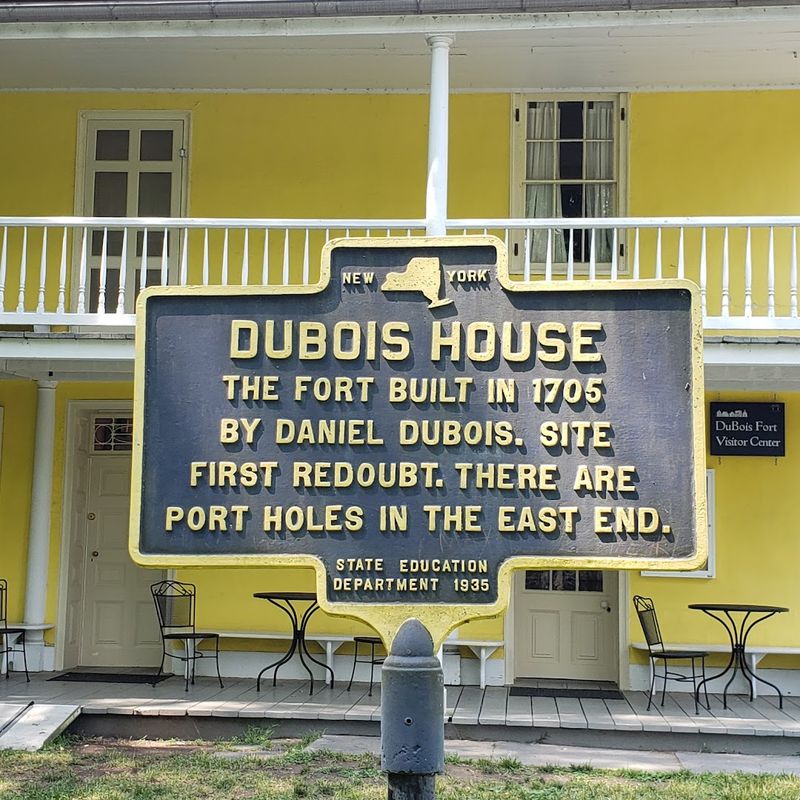 NEW YORK
DUBOIS HOUSE
THE FORT BUILT IN 1705
BY DANIEL DUBOIS. SITE
FIRST REDOUBT. THERE ARE
PORT HOLES IN THE EAST END.
STATE EDUCATION
DEPARTMENT 1935
DuBois Fort
Visitor Center